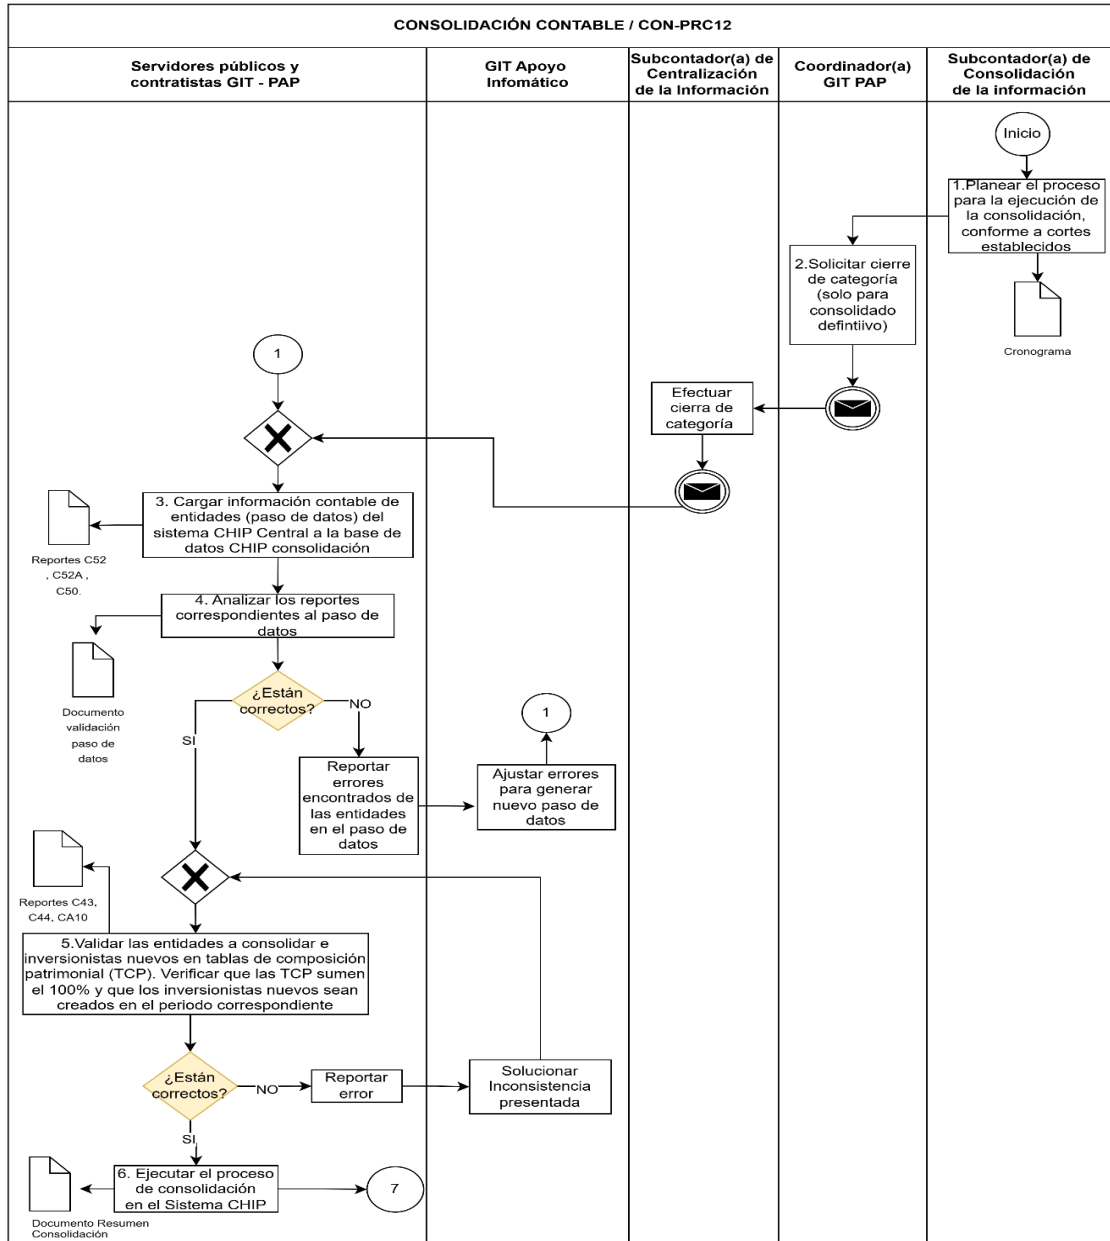 CONSOLIDACIÓN CONTABLE / CON-PRC12
Servidores públicos y
contratistas GIT - PAP
GIT Apoyo
Infomático
Subcontador(a) de
Centralización
de la Información
Coordinador(a)
GIT PAP
Subcontador(a) de
Consolidación
de la información
Inicio
1.Planear el proceso
para la ejecución de
la consolidación,
conforme a cortes
establecidos
Cronograma
2.Solicitar cierre
de categoría
(solo para
consolidado
defintiivo)
Efectuar
cierra de
categoría
1
3. Cargar información contable de
entidades (paso de datos) del
sistema CHIP Central a la base de
datos CHIP consolidación
Reportes C52
, C52A ,
C50.
4. Analizar los reportes
correspondientes al paso de
datos
Documento
validación
paso de
datos
¿Están
correctos?
NO
SI
Reportar
errores
encontrados de
las entidades
en el paso de
datos
Ajustar errores
para generar
nuevo paso de
datos
1
Reportes C43,
C44, CA10
5.Validar las entidades a consolidar e
inversionistas nuevos en tablas de composición
patrimonial (TCP). Verificar que las TCP sumen
el 100% y que los inversionistas nuevos sean
creados en el periodo correspondiente
¿Están
correctos?
NO
Reportar
error
Solucionar
Inconsistencia
presentada
SI
6. Ejecutar el proceso
de consolidación
en el Sistema CHIP
7
Documento Resumen
Consolidación